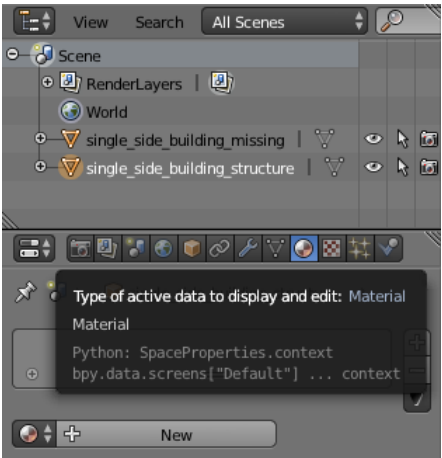 View Search All Scenes
Scene
RenderLayers |
World
single_side_building_missing |
single_side_building_structure |
Type of active data to display and edit: Material
Material
Python: SpaceProperties.context
bpy.data.screens["Default"] ... context
New